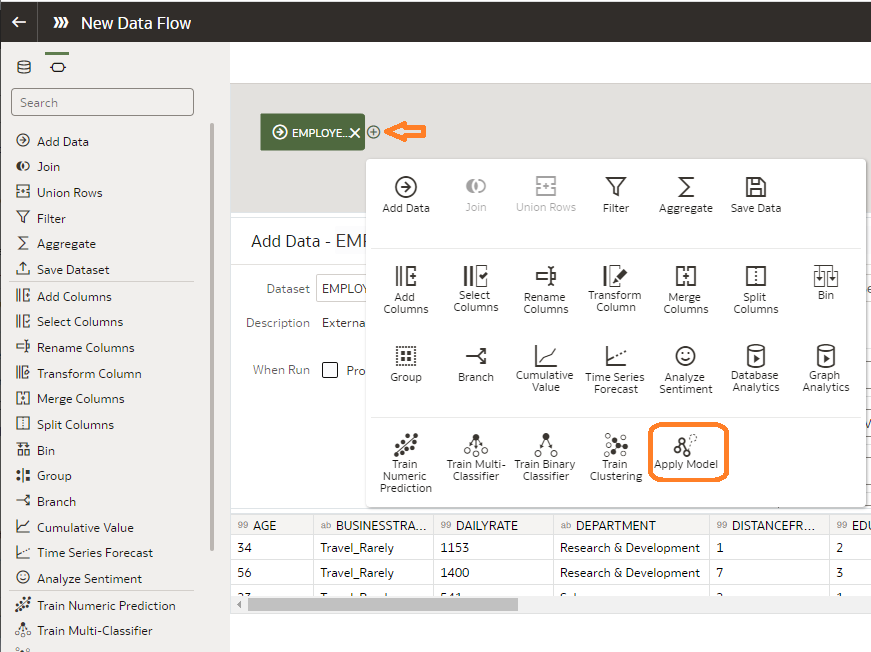 New Data Flow
Search
Add Data
Join
Union Rows
Filter
Aggregate
Save Dataset
Add Columns
Select Columns
Rename Columns
Transform Column
Merge Columns
Split Columns
Bin
Group
Branch
Cumulative Value
Time Series Forecast
Analyze Sentiment
Train Numeric Prediction
Train Multi-Classifier
EMPLOYE..
Add Data Join Union Rows Filter Aggregate Save Data
Add Data - EMP
Dataset EMPLOY
Description Externa
When Run Pro
Add Columns
Select Columns
Rename Columns
Transform Column
Merge Columns
Split Columns
Bin
Group
Branch
Cumulative Value
Time Series Forecast
Analyze Sentiment
Database Analytics
Graph Analytics
Train Numeric Prediction
Train Multi-Classifier
Train Binary Classifier
Train Clustering
Apply Model
99 AGE ab BUSINESSTRA... 99 DAILYRATE ab DEPARTMENT 99 DISTANCEFR... 99 EDU
34 Travel_Rarely 1153 Research & Development 1 2
56 Travel_Rarely 1400 Research & Development 7 3